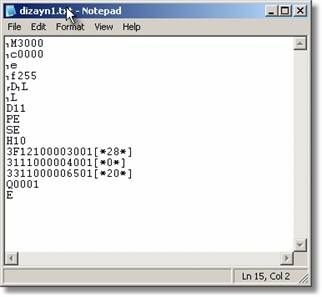 dizayn1.txt - Notepad
File Edit Format View Help
┐M3000
┐c0000
┐e
┐f255
┌D┐L
┐L
D11
PE
SE
H10
3F12100003001[*28*]
3111000004001[*0*]
3311000006501[*20*]
Q0001
E
Ln 15, Col 2